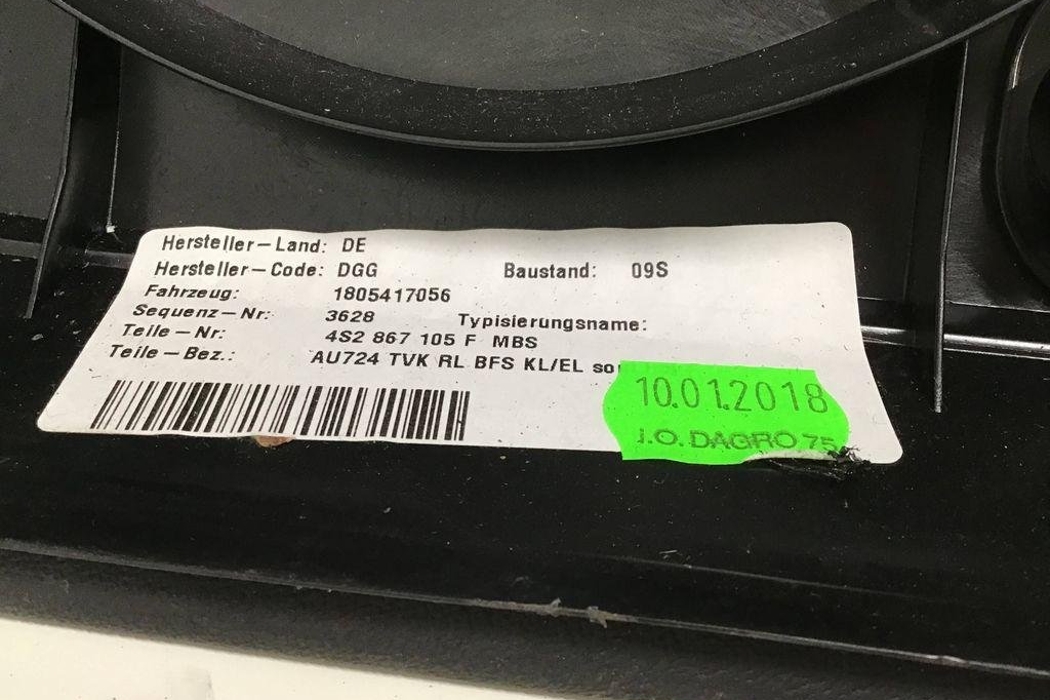 Hersteller-Land: DE
Hersteller-Code: DGG Baustand: 09S
Fahrzeug: 1805417056
Sequenz-Nr: 3628 Typisierungsname:
Teile-Nr: 4S2 867 105 F MBS
Teile-Bez.: AU724 TVK RL BFS KL/EL
10.01.2018
i.O. DAGRO 75